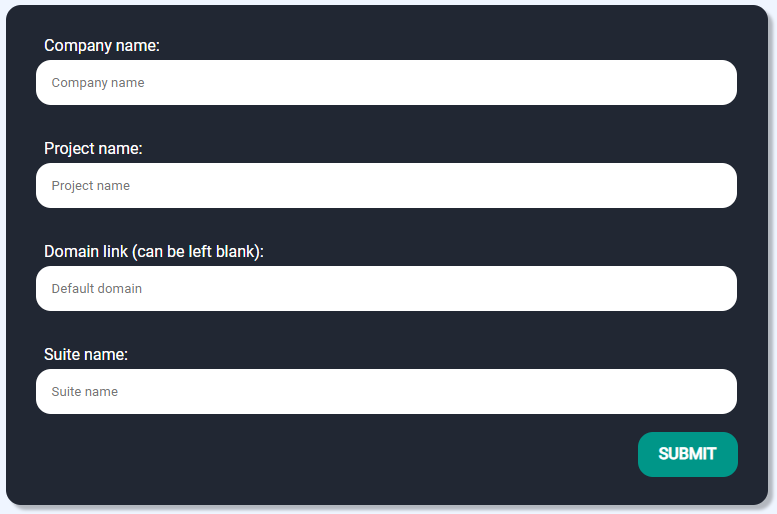 Company name:
Company name
Project name:
Project name
Domain link (can be left blank):
Default domain
Suite name:
Suite name
SUBMIT